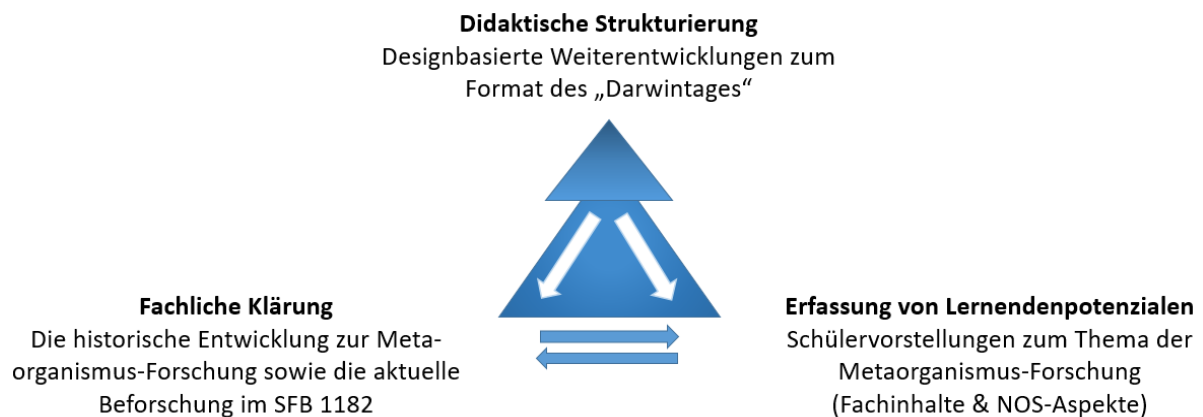 Didaktische Strukturierung
Designbasierte Weiterentwicklungen zum
Format des „Darwintages“
Fachliche Klärung
Die historische Entwicklung zur Meta-
organismus-Forschung sowie die aktuelle
Beforschung im SFB 1182
Erfassung von Lernendenpotenzialen
Schülervorstellungen zum Thema der
Metaorganismus-Forschung
(Fachinhalte & NOS-Aspekte)